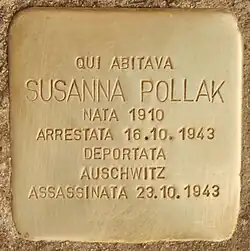 QUI ABITAVA
SUSANNA POLLAK
NATA 1910
ARRESTATA 16.10.1943
DEPORTATA
AUSCHWITZ
ASSASSINATA 23.10.1943